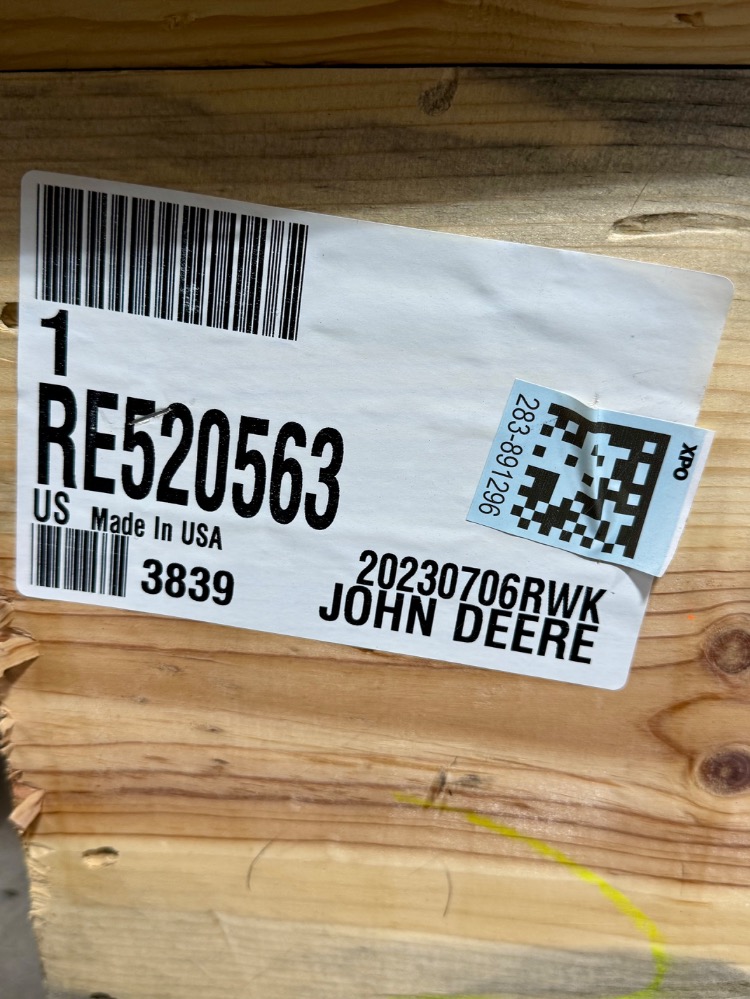 1
RE520563
US Made In USA
3839
20230706RWK
JOHN DEERE
XPO
283-891296